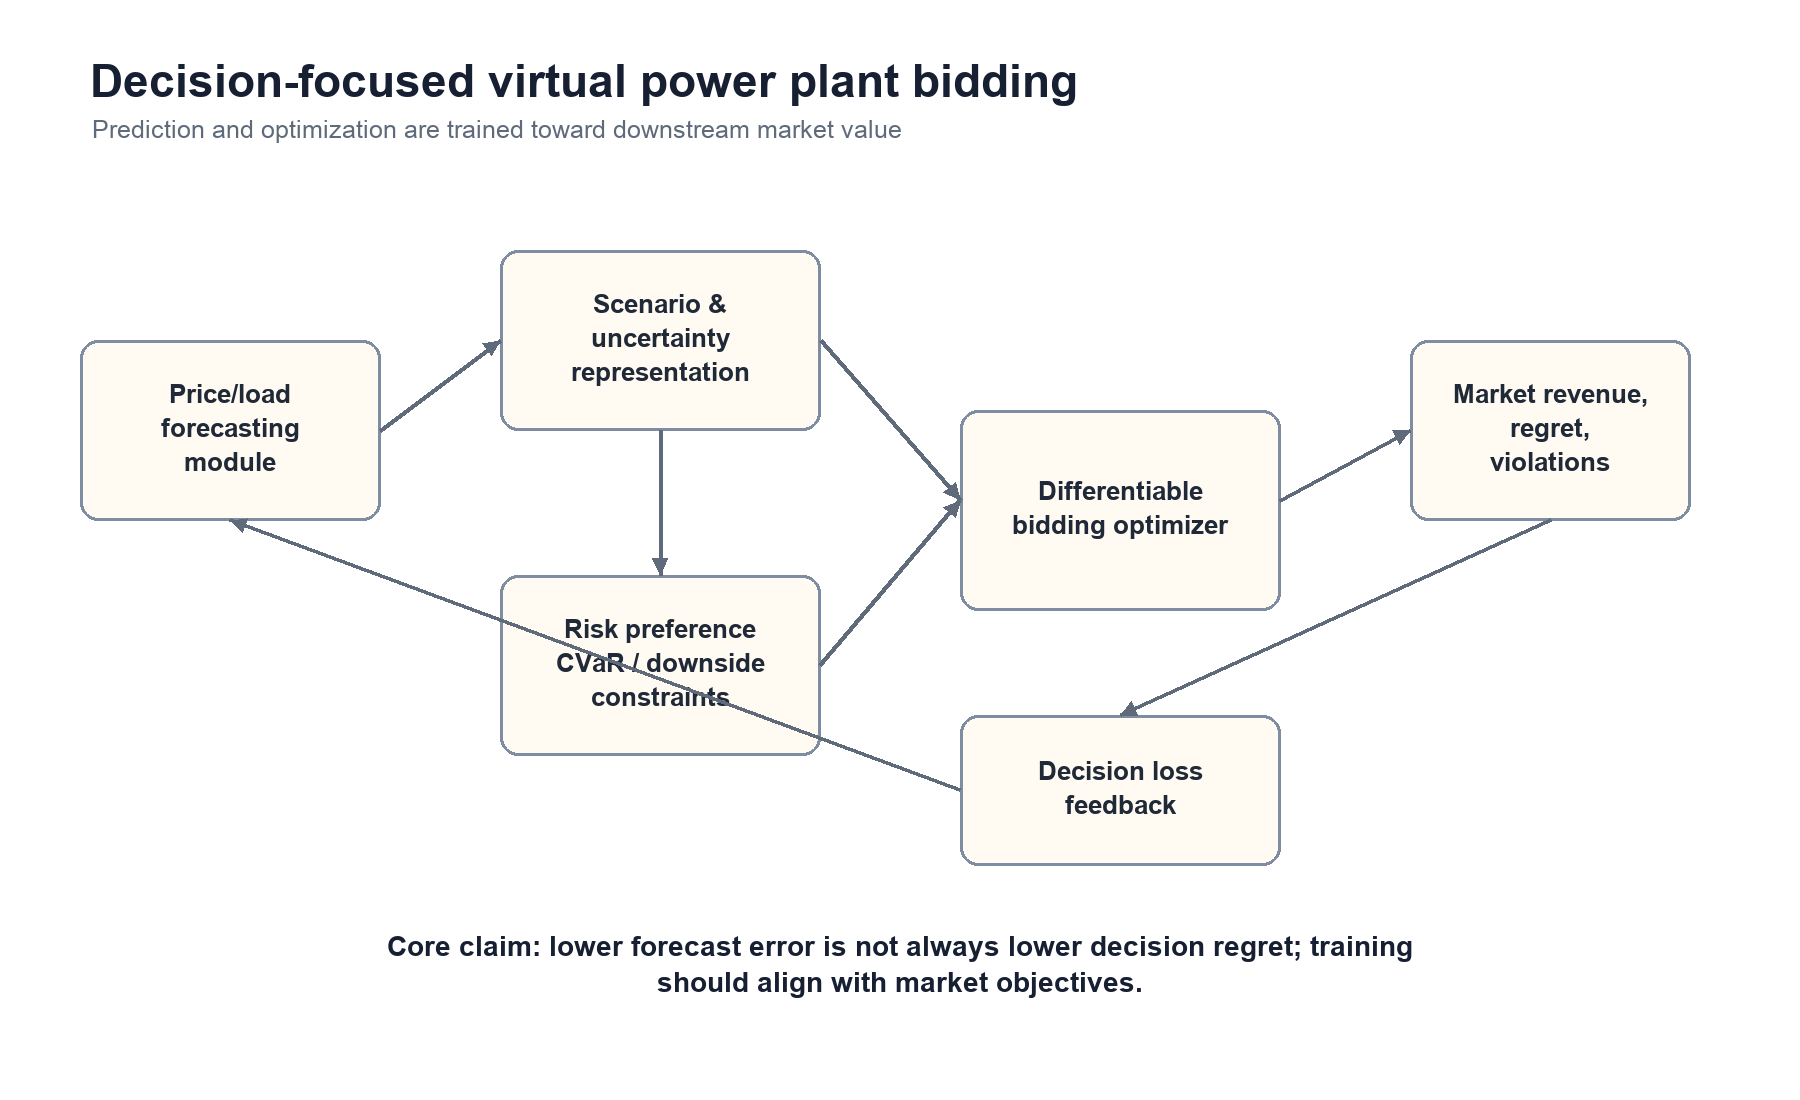 Decision-focused virtual power plant bidding
Prediction and optimization are trained toward downstream market value
Price/load
forecasting
module
Scenario &
uncertainty
representation
Risk preference
CVaR / downside
constraints
Differentiable
bidding optimizer
Market revenue,
regret,
violations
Decision loss
feedback
Core claim: lower forecast error is not always lower decision regret; training
should align with market objectives.